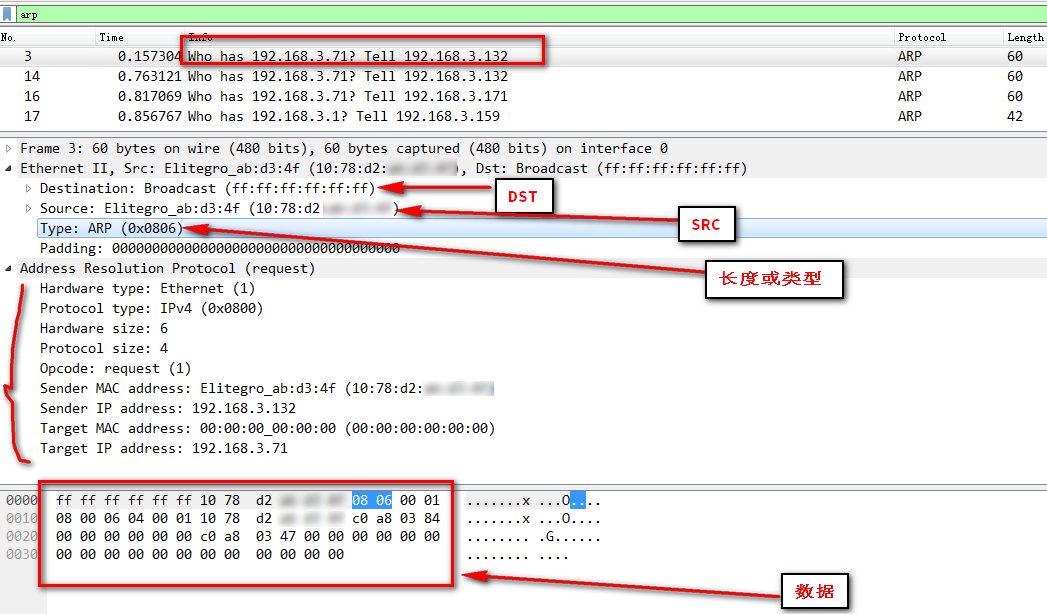 arp
No. Time Info Protocol Length
3 0.157304 Who has 192.168.3.71? Tell 192.168.3.132 ARP 60
14 0.763121 Who has 192.168.3.71? Tell 192.168.3.132 ARP 60
16 0.817069 Who has 192.168.3.71? Tell 192.168.3.171 ARP 60
17 0.856767 Who has 192.168.3.1? Tell 192.168.3.159 ARP 42
Frame 3: 60 bytes on wire (480 bits), 60 bytes captured (480 bits) on interface 0
Ethernet II, Src: Elitegro_ab:d3:4f (10:78:d2: ), Dst: Broadcast (ff:ff:ff:ff:ff:ff)
Destination: Broadcast (ff:ff:ff:ff:ff:ff)
DST
Source: Elitegro_ab:d3:4f (10:78:d2 )
SRC
Type: ARP (0x0806)
Padding: 000000000000000000000000000000000000
长度或类型
Address Resolution Protocol (request)
Hardware type: Ethernet (1)
Protocol type: IPv4 (0x0800)
Hardware size: 6
Protocol size: 4
Opcode: request (1)
Sender MAC address: Elitegro_ab:d3:4f (10:78:d2:
Sender IP address: 192.168.3.132
Target MAC address: 00:00:00_00:00:00 (00:00:00:00:00:00)
Target IP address: 192.168.3.71
0000 ff ff ff ff ff ff 10 78 d2 08 06 00 01 .......x ...O....
0010 08 00 06 04 00 01 10 78 d2 c0 a8 03 84 .......x ...O....
0020 00 00 00 00 00 00 c0 a8 03 47 00 00 00 00 00 00 ........ .G......
0030 00 00 00 00 00 00 00 00 00 00 00 00 ........ ....
数据